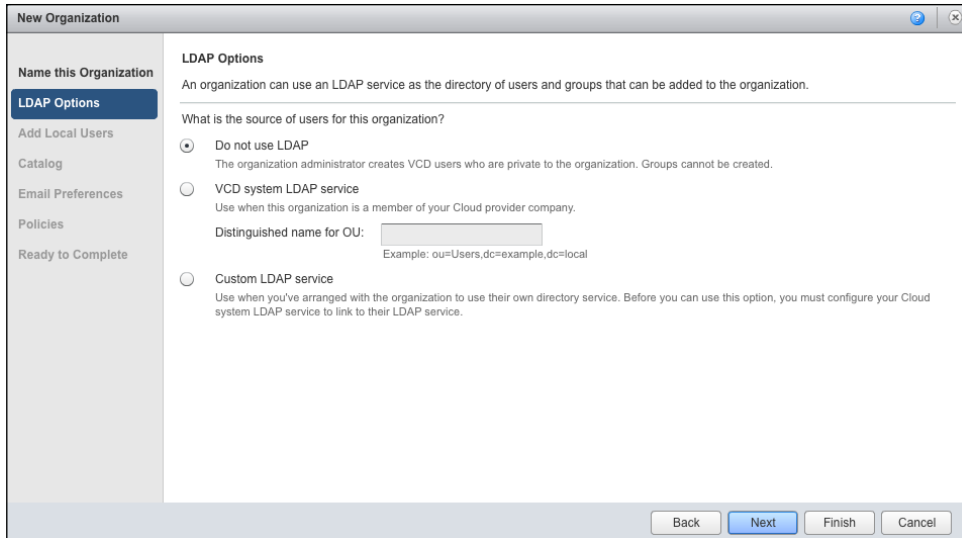 New Organization
Name this Organization
LDAP Options
Add Local Users
Catalog
Email Preferences
Policies
Ready to Complete
LDAP Options
An organization can use an LDAP service as the directory of users and groups that can be added to the organization.
What is the source of users for this organization?
Do not use LDAP
The organization administrator creates VCD users who are private to the organization. Groups cannot be created.
VCD system LDAP service
Use when this organization is a member of your Cloud provider company.
Distinguished name for OU:
Example: ou=Users,dc=example,dc=local
Custom LDAP service
Use when you've arranged with the organization to use their own directory service. Before you can use this option, you must configure your Cloud
system LDAP service to link to their LDAP service.
Back Next Finish Cancel